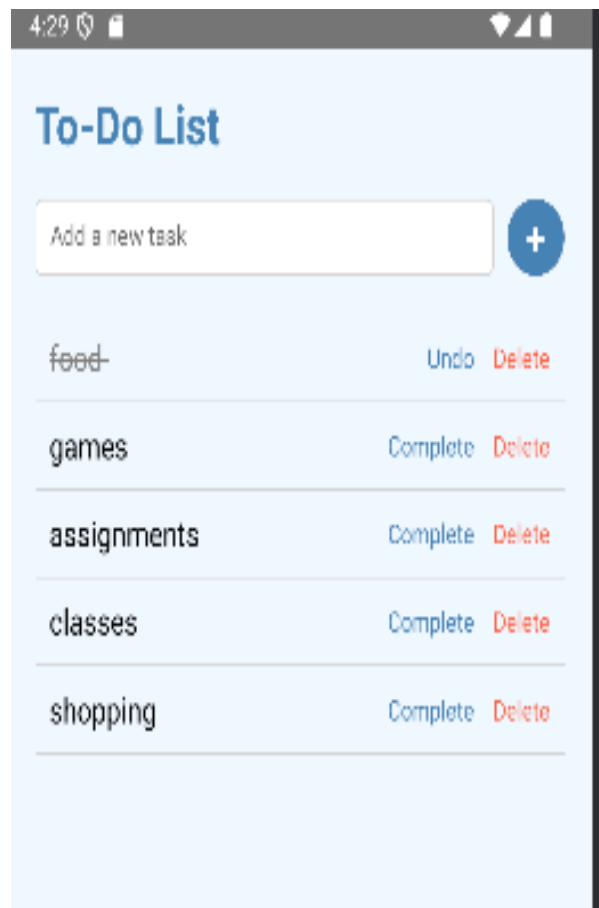 4:29
To-Do List
Add a new task +
food Undo Delete
games Complete Delete
assignments Complete Delete
classes Complete Delete
shopping Complete Delete